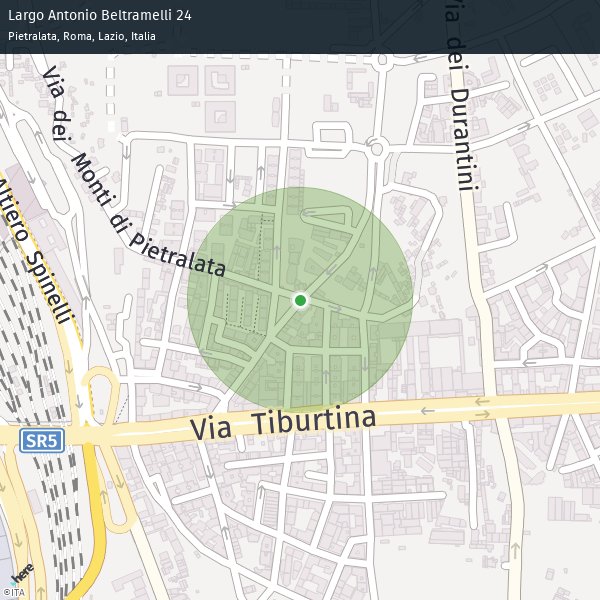 Largo Antonio Beltramelli 24
Pietralata, Roma, Lazio, Italia
Via dei Durantini
Via dei Monti di Pietralata
Altiero Spinelli
Via Tiburtina
SR5
here
©ITA